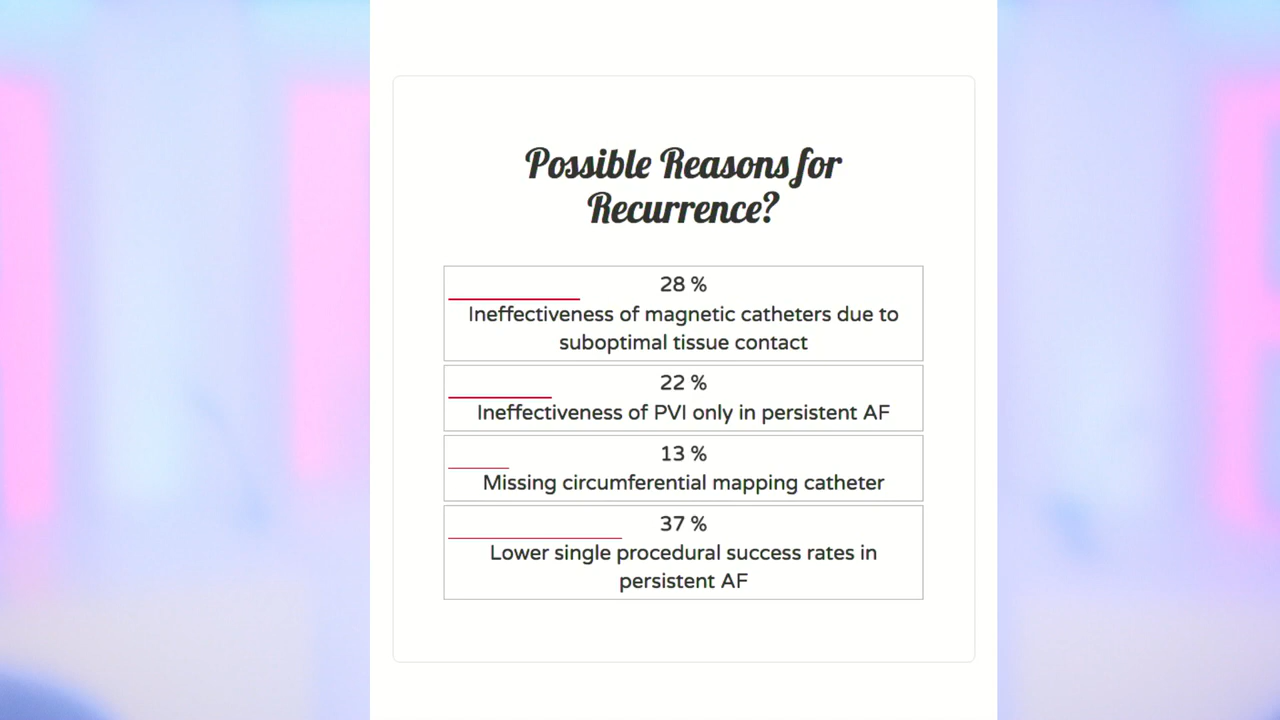 Possible Reasons for
Recurrence?
28 %
Ineffectiveness of magnetic catheters due to
suboptimal tissue contact
22 %
Ineffectiveness of PVI only in persistent AF
13 %
Missing circumferential mapping catheter
37 %
Lower single procedural success rates in
persistent AF